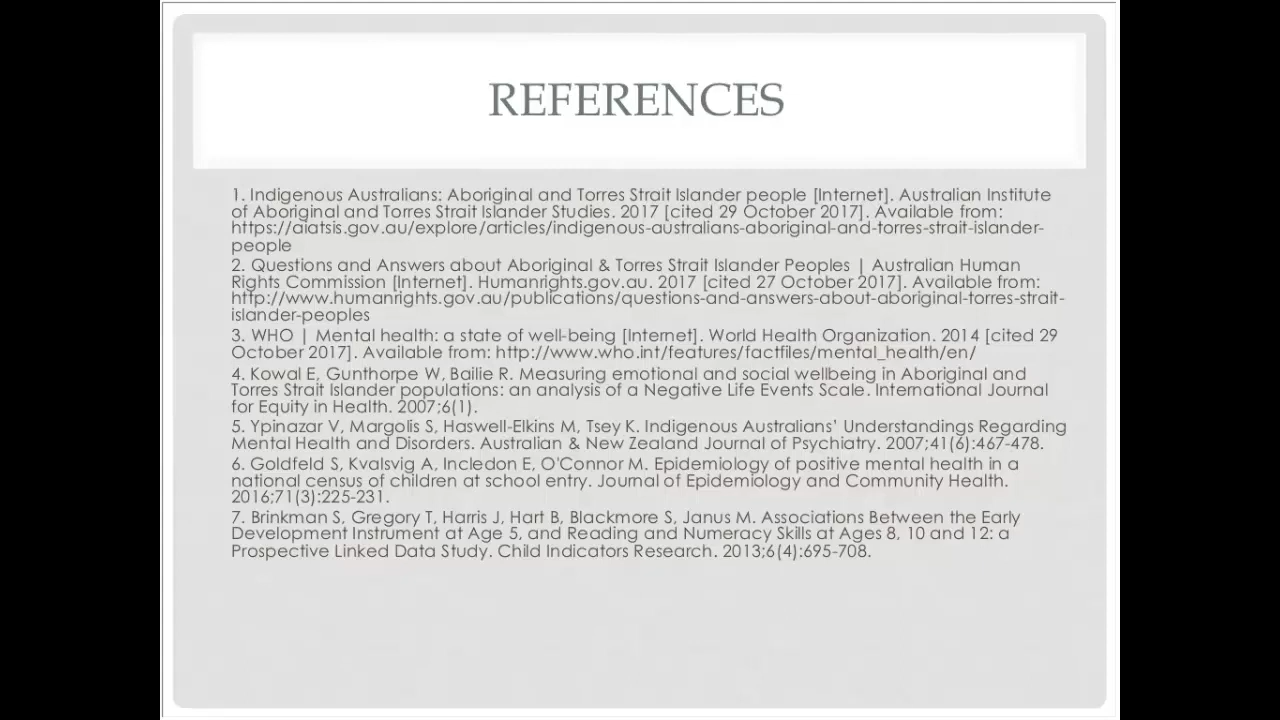 REFERENCES
1. Indigenous Australians: Aboriginal and Torres Strait Islander people [Internet]. Australian Institute
of Aboriginal and Torres Strait Islander Studies. 2017 [cited 29 October 2017]. Available from:
https://aiatsis.gov.au/explore/articles/indigenous-australians-aboriginal-and-torres-strait-islander-
people
2. Questions and Answers about Aboriginal & Torres Strait Islander Peoples | Australian Human
Rights Commission [Internet]. Humanrights.gov.au. 2017 [cited 27 October 2017]. Available from:
http://www.humanrights.gov.au/publications/questions-and-answers-about-aboriginal-torres-strait-
islander-peoples
3. WHO | Mental health: a state of well-being [Internet]. World Health Organization. 2014 [cited 29
October 2017]. Available from: http://www.who.int/features/factfiles/mental_health/en/
4. Kowal E, Gunthorpe W, Bailie R. Measuring emotional and social wellbeing in Aboriginal and
Torres Strait Islander populations: an analysis of a Negative Life Events Scale. International Journal
for Equity in Health. 2007;6(1).
5. Ypinazar V, Margolis S, Haswell-Elkins M, Tsey K. Indigenous Australians’ Understandings Regarding
Mental Health and Disorders. Australian & New Zealand Journal of Psychiatry. 2007;41(6):467-478.
6. Goldfeld S, Kvalsvig A, Incledon E, O'Connor M. Epidemiology of positive mental health in a
national census of children at school entry. Journal of Epidemiology and Community Health.
2016;71(3):225-231.
7. Brinkman S, Gregory T, Harris J, Hart B, Blackmore S, Janus M. Associations Between the Early
Development Instrument at Age 5, and Reading and Numeracy Skills at Ages 8, 10 and 12: a
Prospective Linked Data Study. Child Indicators Research. 2013;6(4):695-708.